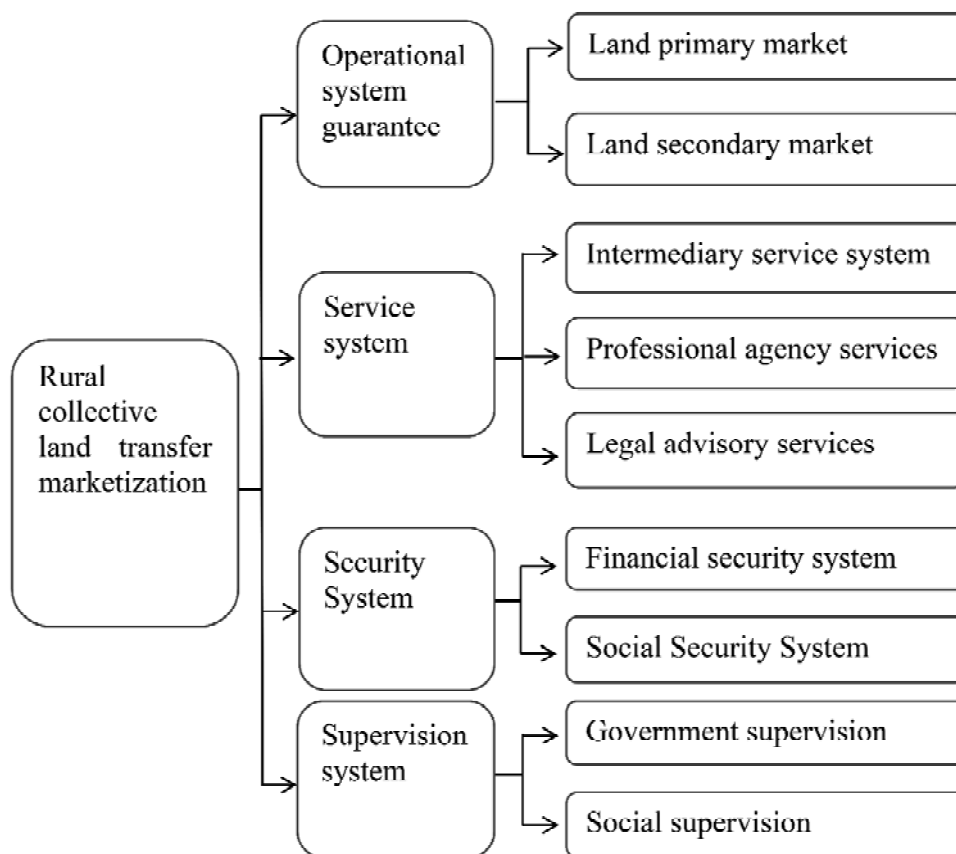 Rural
collective
land transfer
marketization
Operational
system
guarantee
Land primary market
Land secondary market
Service
system
Intermediary service system
Professional agency services
Legal advisory services
Security
System
Financial security system
Social Security System
Supervision
system
Government supervision
Social supervision